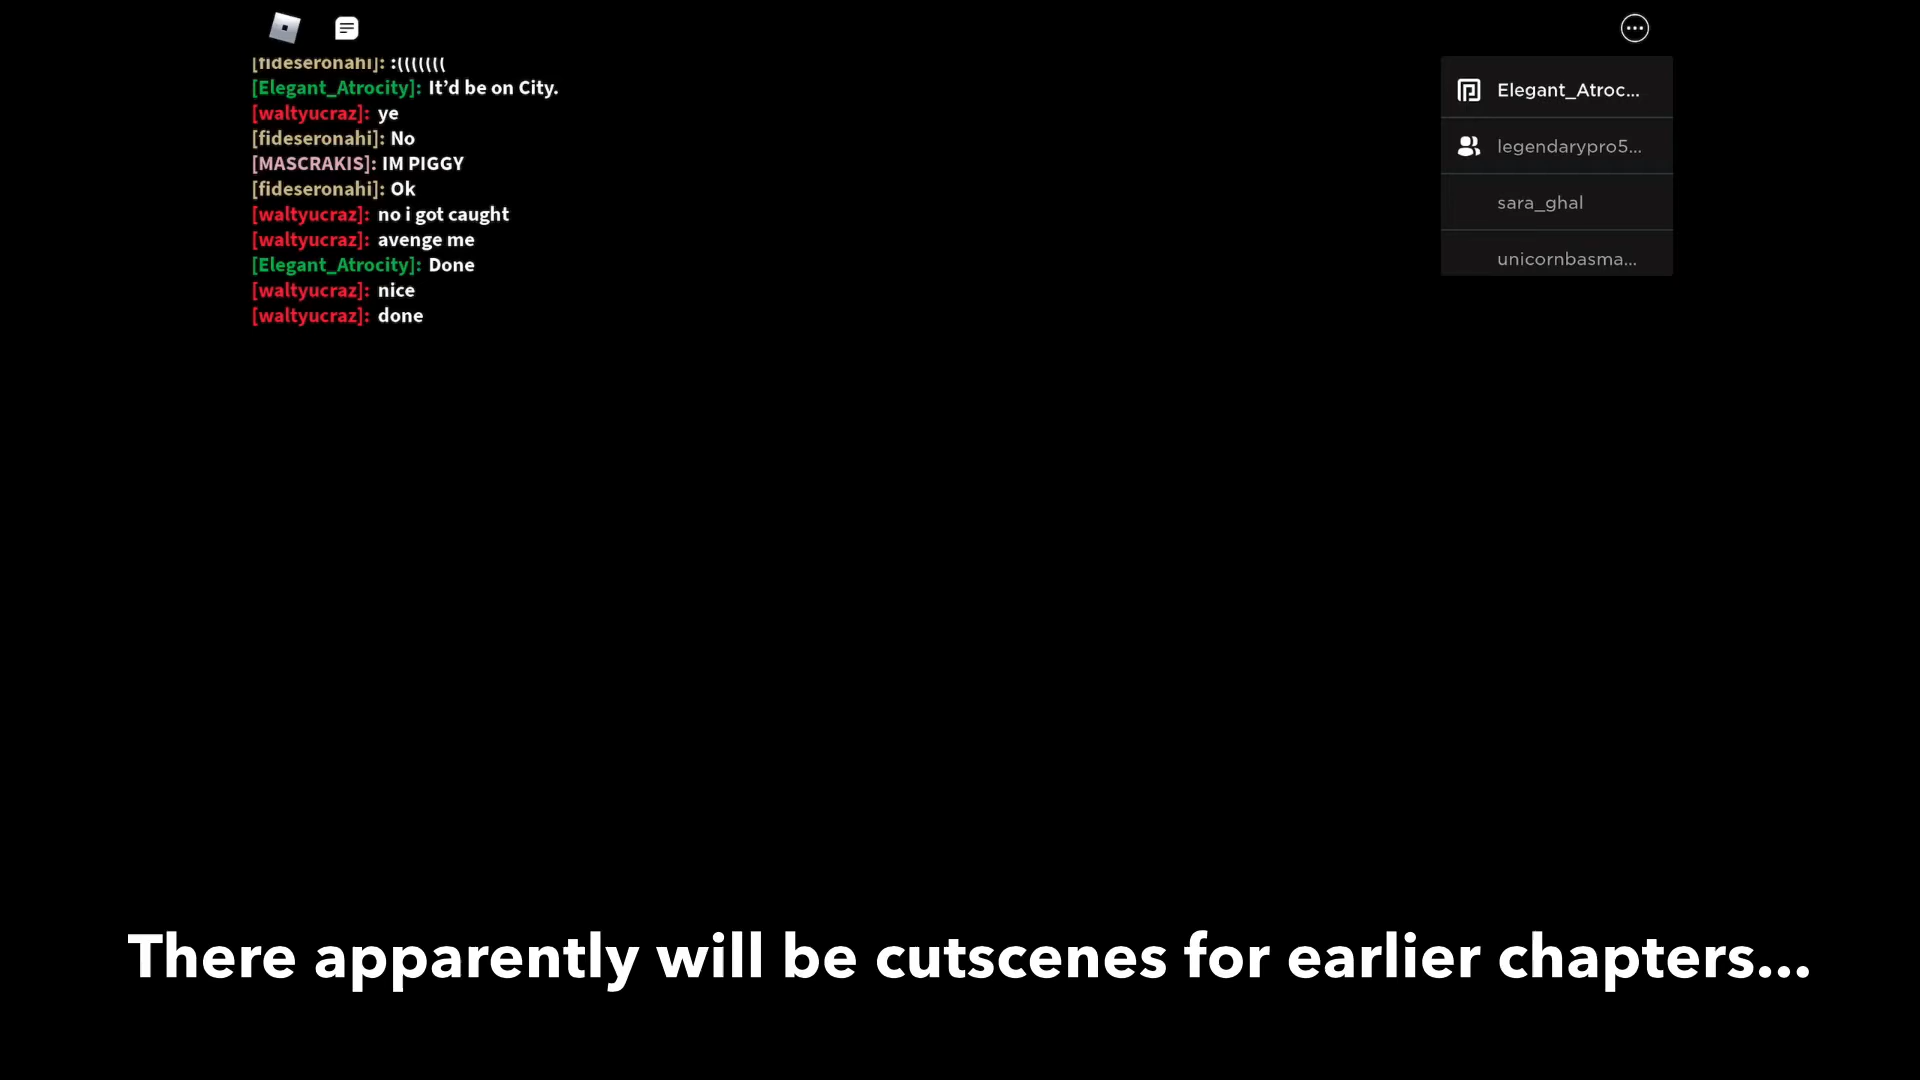 [fideseronahi]: :(((((((
[Elegant_Atrocity]: It’d be on City.
[waltyucraz]: ye
[fideseronahi]: No
[MASCRAKIS]: IM PIGGY
[fideseronahi]: Ok
[waltyucraz]: no i got caught
[waltyucraz]: avenge me
[Elegant_Atrocity]: Done
[waltyucraz]: nice
[waltyucraz]: done
Elegant_Atroc...
legendarypro5...
sara_ghal
unicornbasma...
There apparently will be cutscenes for earlier chapters...